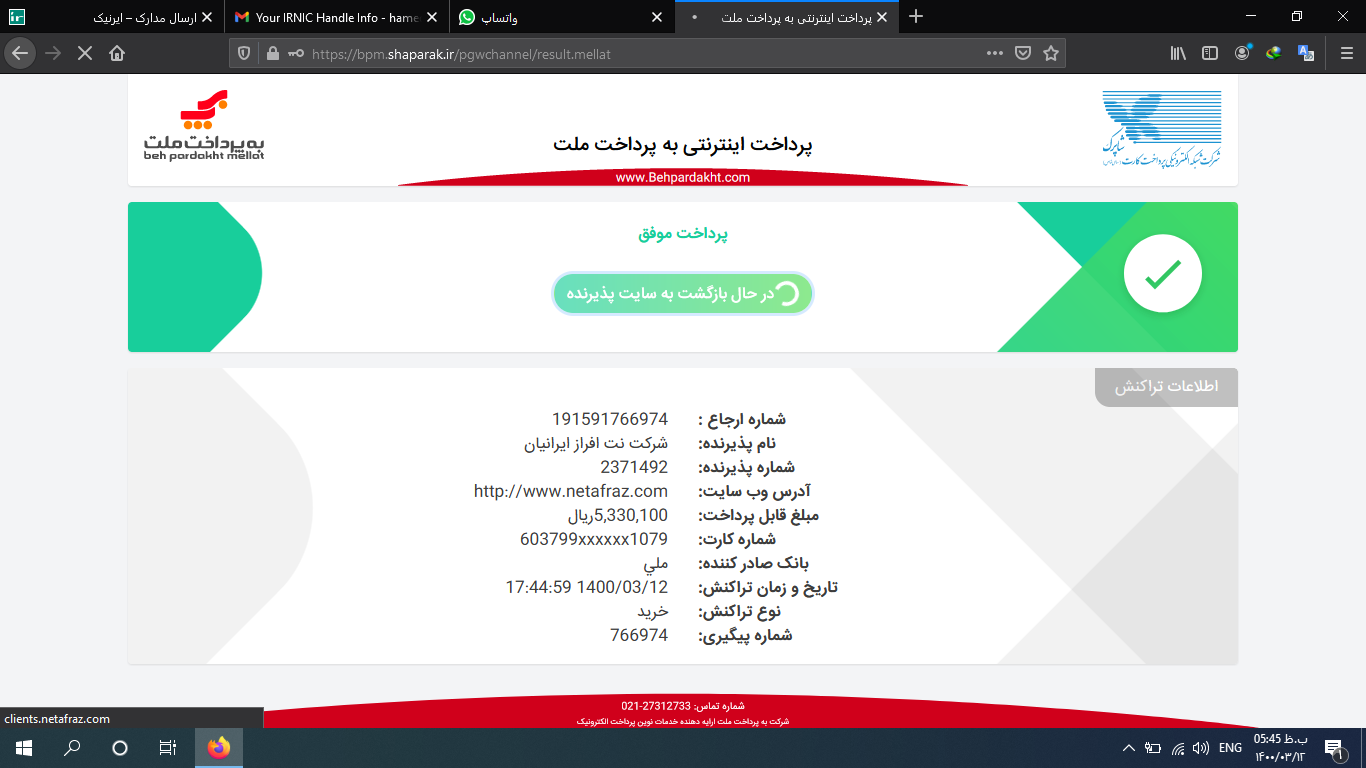 ارسال مدارک – ایرنیک
Your IRNIC Handle Info - hame
واتساپ
پرداخت اینترنتی به پرداخت ملت
https://bpm.shaparak.ir/pgwchannel/result.mellat
به پرداخت ملت
beh pardakht mellat
پرداخت اینترنتی به پرداخت ملت
www.Behpardakht.com
شاپرک
شرکت شبکه الکترونیکی پرداخت کارت
پرداخت موفق
در حال بازگشت به سایت پذیرنده
اطلاعات تراکنش
شماره ارجاع : 191591766974
نام پذیرنده: شرکت نت افراز ایرانیان
شماره پذیرنده: 2371492
آدرس وب سایت: http://www.netafraz.com
مبلغ قابل پرداخت: 5,330,100ریال
شماره کارت: 603799xxxxxx1079
بانک صادر کننده: ملي
تاریخ و زمان تراکنش: 1400/03/12 17:44:59
نوع تراکنش: خرید
شماره پیگیری: 766974
شماره تماس: 27312733-021
شرکت به پرداخت ملت ارایه دهنده خدمات نوین پرداخت الکترونیک
clients.netafraz.com
ENG
05:45 ب.ظ
۱۴۰۰/۰۳/۱۲
1